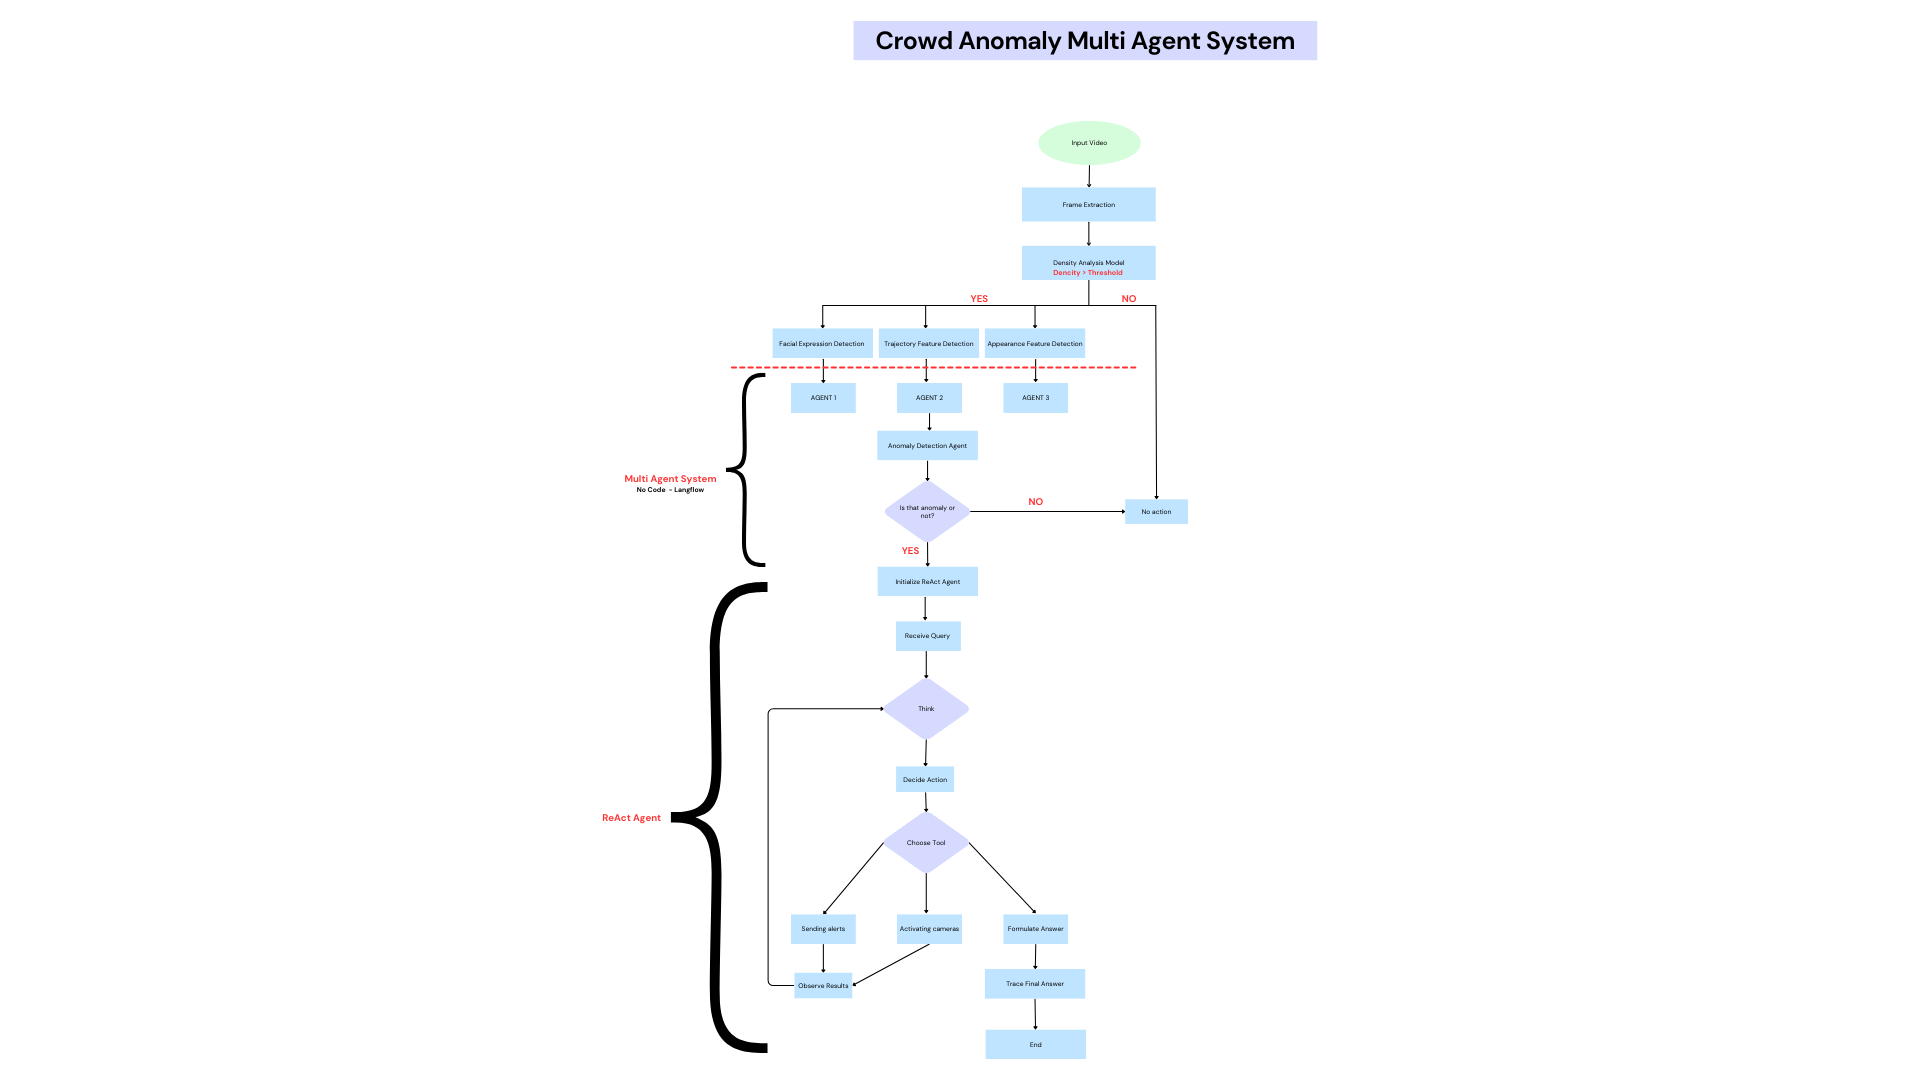 Crowd Anomaly Multi Agent System
Input Video
Frame Extraction
Density Analysis Model
Dencity > Threshold
YES
NO
Facial Expression Detection
Trajectory Feature Detection
Appearance Feature Detection
AGENT 1
AGENT 2
AGENT 3
Anomaly Detection Agent
Multi Agent System
No Code - Langflow
Is that anomaly or
not?
NO
No action
YES
Initialize ReAct Agent
Receive Query
Think
Decide Action
ReAct Agent
Choose Tool
Sending alerts
Activating cameras
Formulate Answer
Observe Results
Trace Final Answer
End